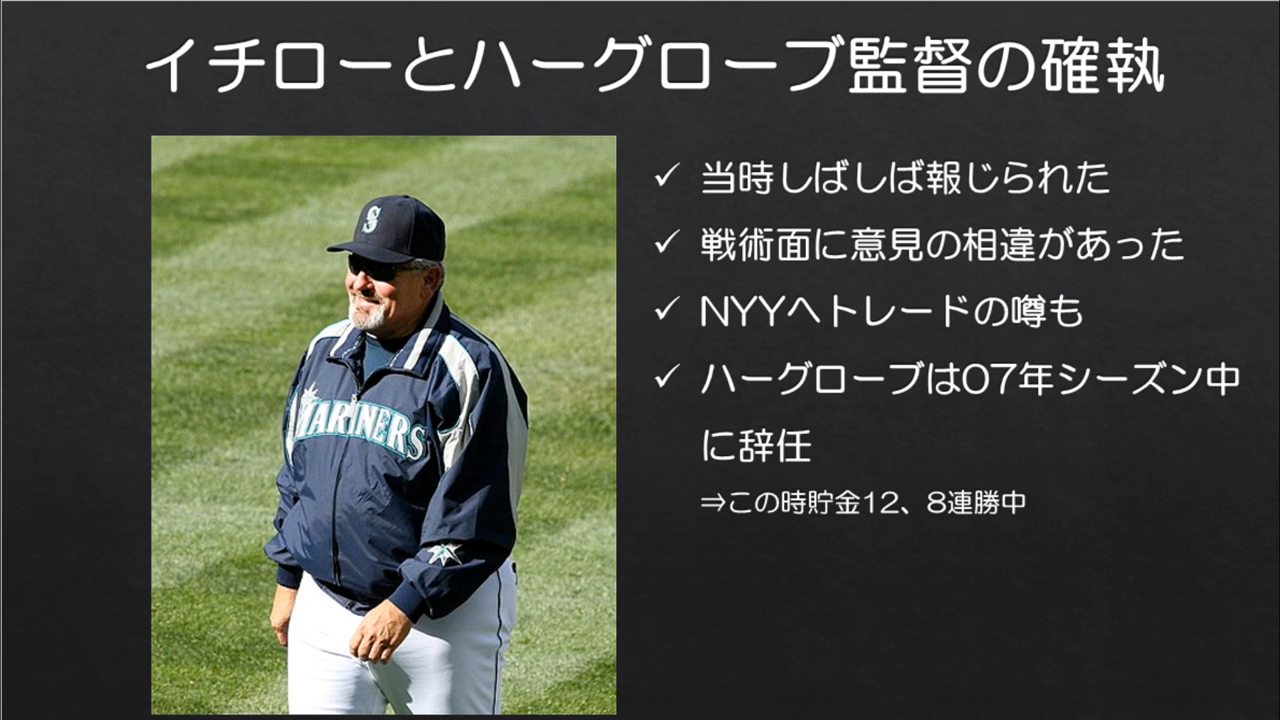 イチローとハーグローブ監督の確執
✓ 当時しばしば報じられた
✓ 戦術面に意見の相違があった
✓ NYYへトレードの噂も
✓ ハーグローブは07年シーズン中
に辞任
⇒この時貯金12、8連勝中
S
MARINERS